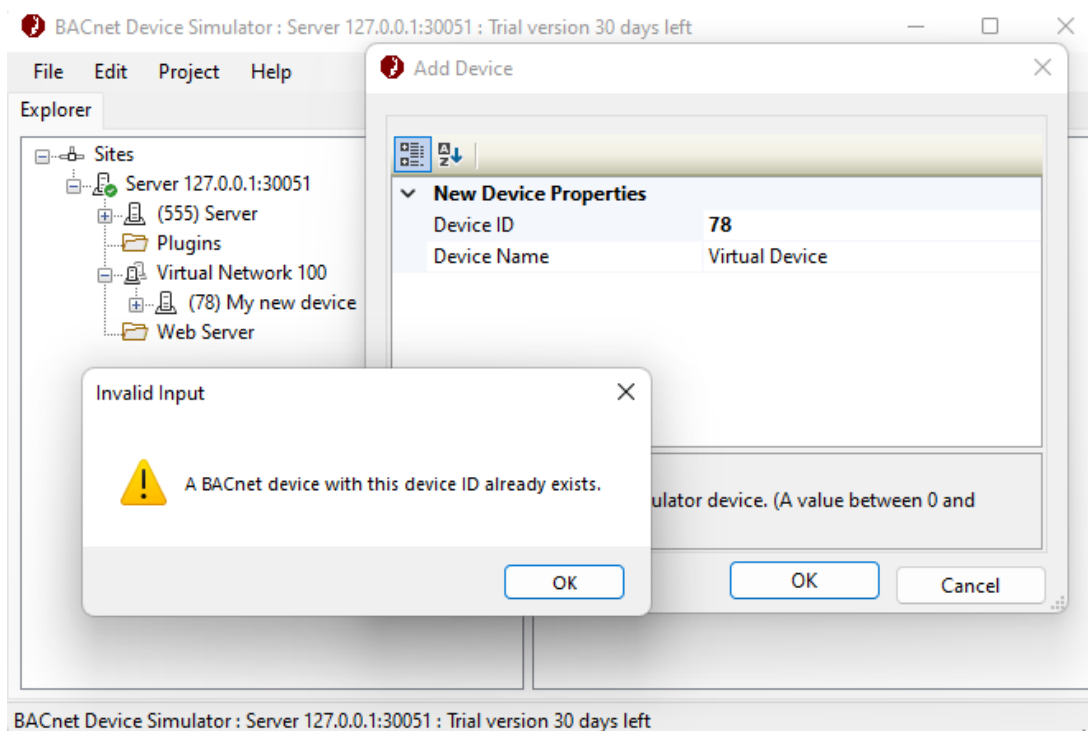 BACnet Device Simulator : Server 127.0.0.1:30051 : Trial version 30 days left
File Edit Project Help
Explorer
Sites
Server 127.0.0.1:30051
(555) Server
Plugins
Virtual Network 100
(78) My new device
Web Server
Add Device
New Device Properties
Device ID 78
Device Name Virtual Device
ulator device. (A value between 0 and
OK Cancel
Invalid Input
A BACnet device with this device ID already exists.
OK
BACnet Device Simulator : Server 127.0.0.1:30051 : Trial version 30 days left